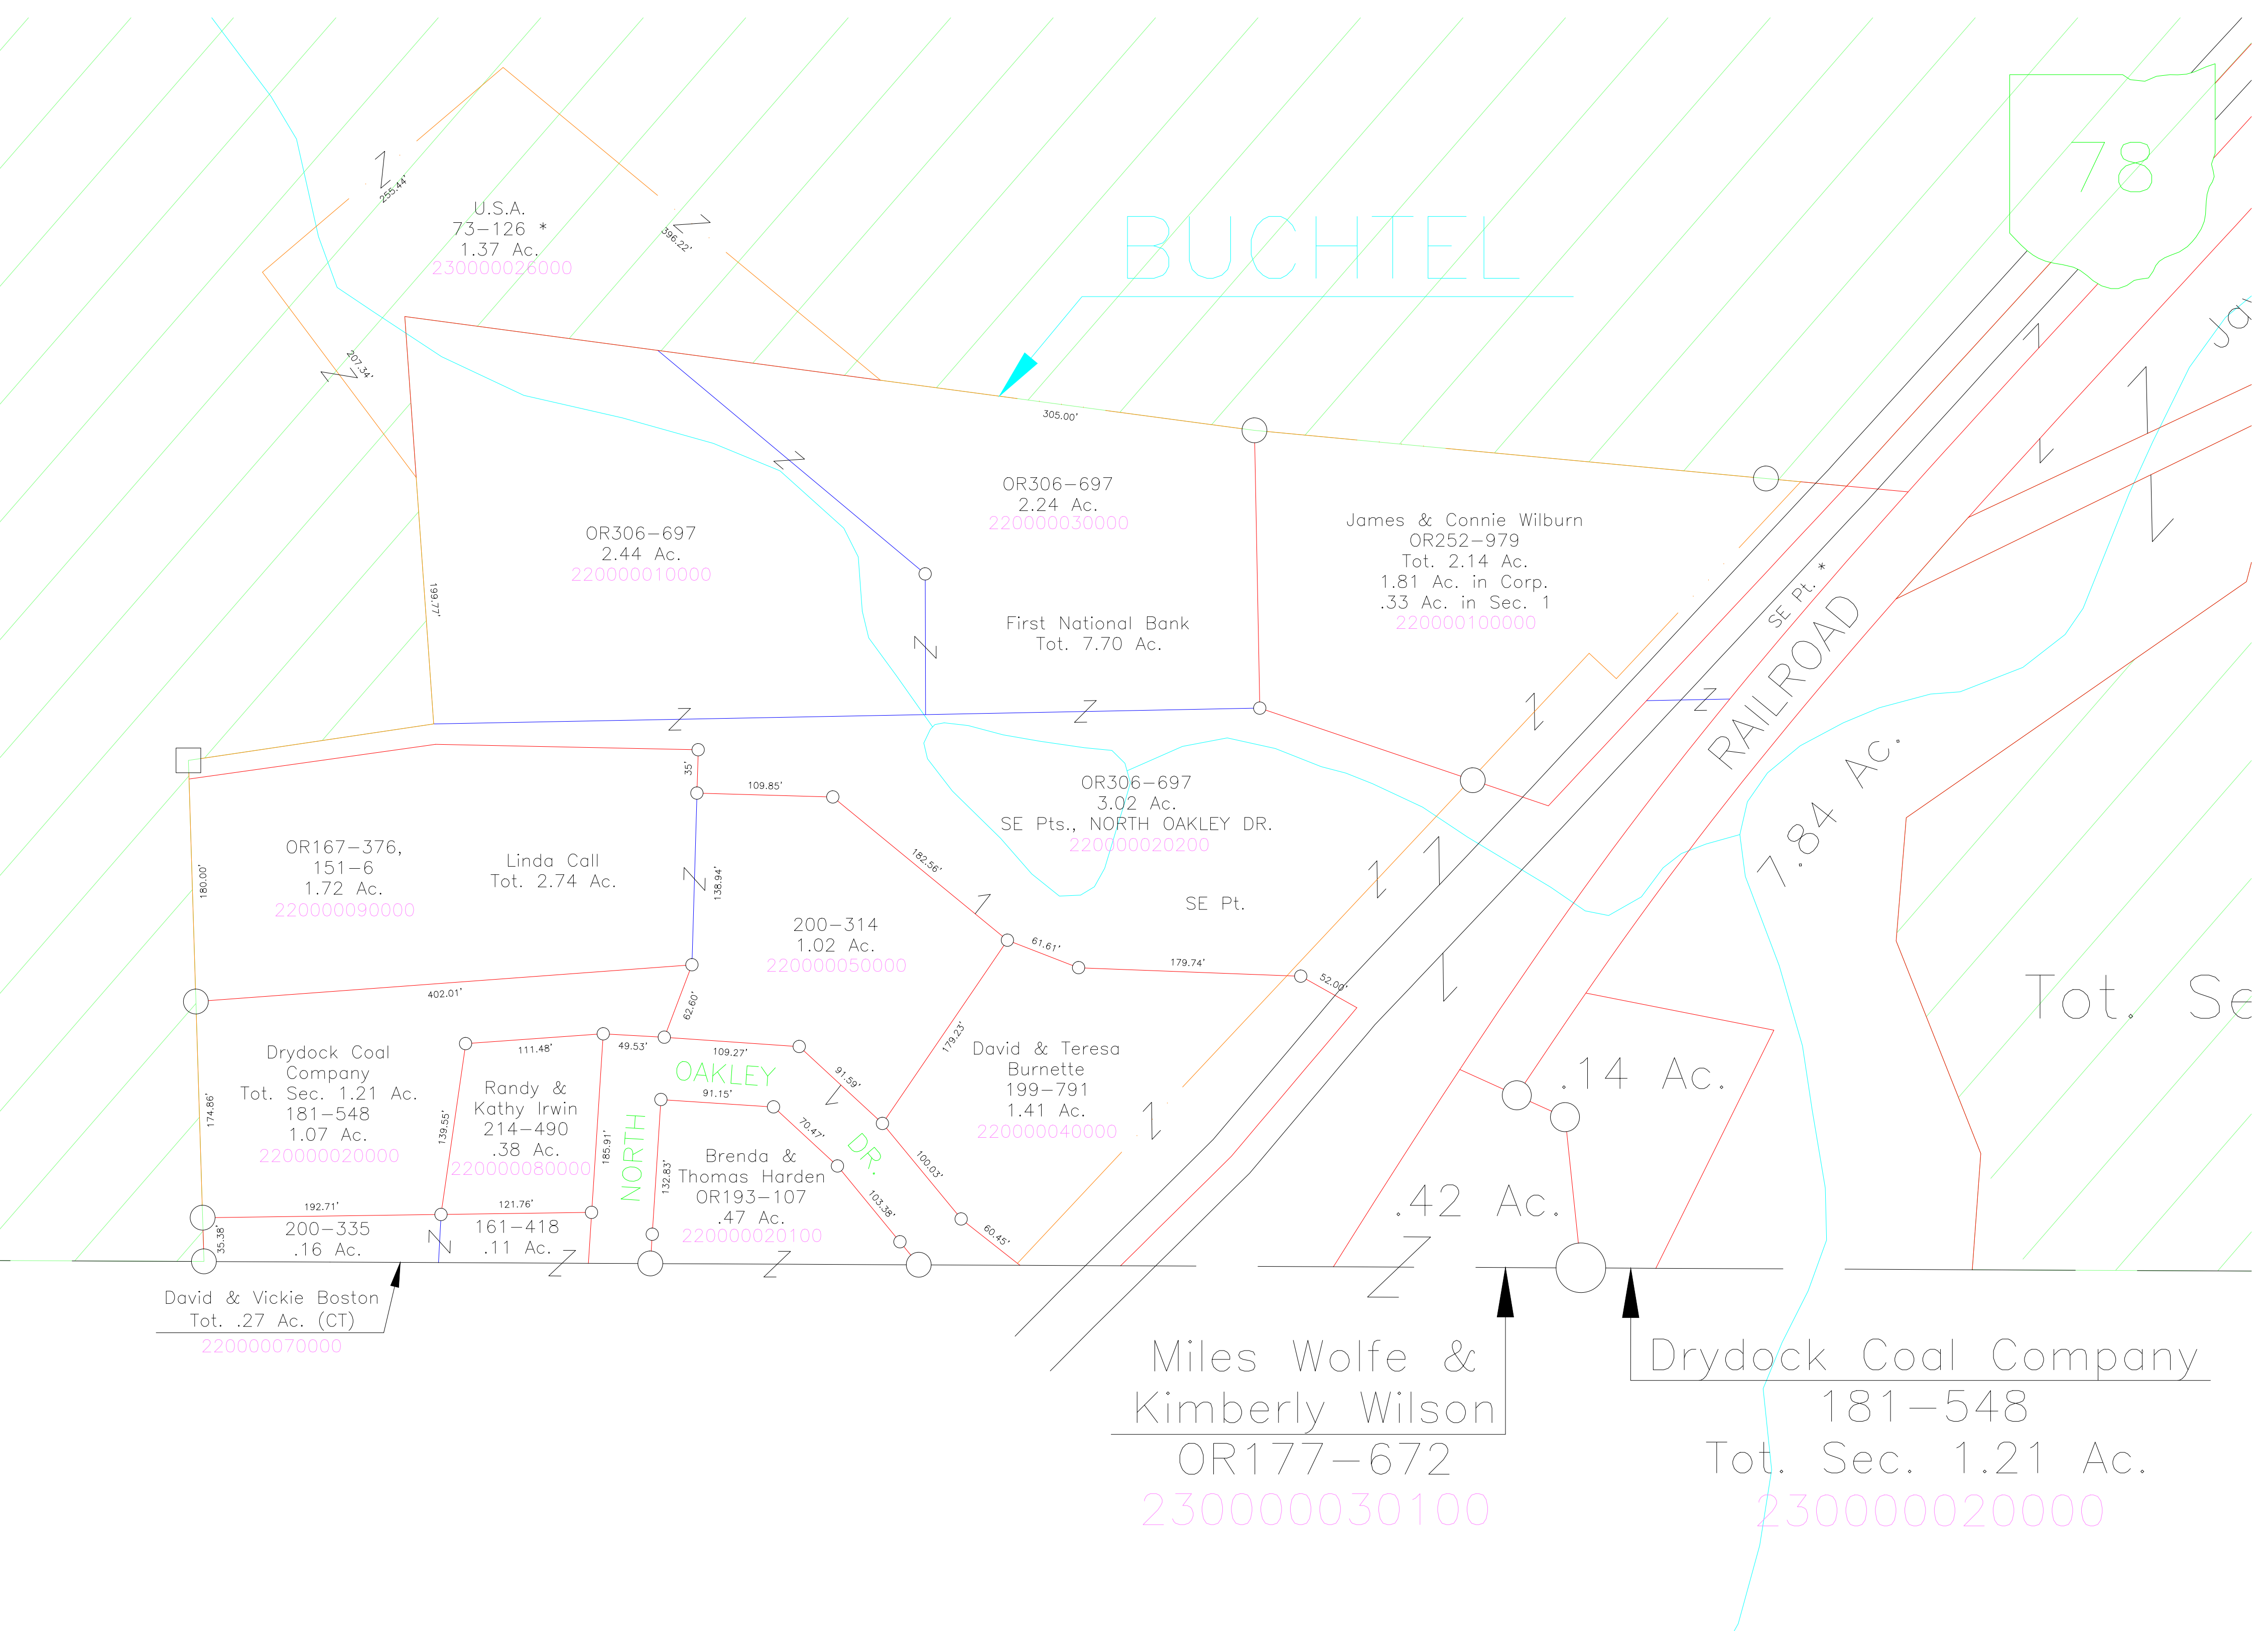 78
255.44'
U.S.A.
73-126 *
1.37 Ac.
230000026000
396.22'
BUCHTEL
207.34'
305.00'
OR306-697
2.24 Ac.
220000030000
OR306-697
2.44 Ac.
220000010000
James & Connie Wilburn
OR252-979
Tot. 2.14 Ac.
1.81 Ac. in Corp.
.33 Ac. in Sec. 1
220000100000
199.77'
First National Bank
Tot. 7.70 Ac.
SE Pt. *
RAILROAD
7.84 Ac.
35'
109.85'
OR306-697
3.02 Ac.
SE Pts., NORTH OAKLEY DR.
220000020200
180.00'
OR167-376,
151-6
1.72 Ac.
220000090000
Linda Call
Tot. 2.74 Ac.
138.94'
182.56'
SE Pt.
200-314
1.02 Ac.
220000050000
61.61'
179.74'
52.00'
402.01'
62.60'
Tot. Se
111.48'
49.53'
109.27'
91.59'
179.23'
OAKLEY
Drydock Coal
Company
Tot. Sec. 1.21 Ac.
181-548
1.07 Ac.
220000020000
174.86'
139.55'
Randy &
Kathy Irwin
214-490
.38 Ac.
220000080000
185.91'
NORTH
91.15'
70.47'
DR.
132.83'
Brenda &
Thomas Harden
OR193-107
.47 Ac.
220000020100
103.38'
100.03'
60.45'
David & Teresa
Burnette
199-791
1.41 Ac.
220000040000
.14 Ac.
.42 Ac.
192.71'
121.76'
35.38'
200-335
.16 Ac.
161-418
.11 Ac.
David & Vickie Boston
Tot. .27 Ac. (CT)
220000070000
Miles Wolfe &
Kimberly Wilson
OR177-672
230000030100
Drydock Coal Company
181-548
Tot. Sec. 1.21 Ac.
230000020000